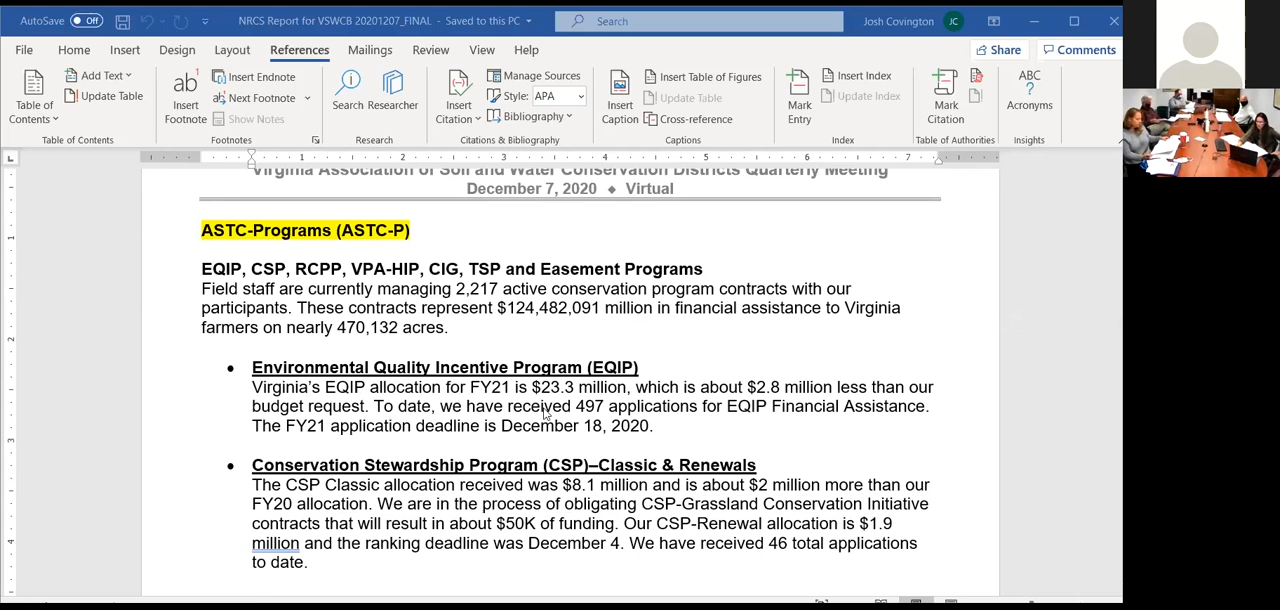 AutoSave Off NRCS Report for VSWCB 20201207_FINAL - Saved to this PC Search Josh Covington JC
File Home Insert Design Layout References Mailings Review View Help Share Comments
Table of Contents
Add Text
Update Table
Table of Contents
ab
Insert Footnote
Insert Endnote
Next Footnote
Show Notes
Footnotes
Search Researcher
Research
Insert Citation
Manage Sources
Style: APA
Bibliography
Citations & Bibliography
Insert Caption
Insert Table of Figures
Update Table
Cross-reference
Captions
Mark Entry
Insert Index
Update Index
Index
Mark Citation
Table of Authorities
ABC
Acronyms
Insights
1 2 3 4 5 6 7
Virginia Association of Soil and Water Conservation Districts Quarterly Meeting
December 7, 2020 ♦ Virtual
ASTC-Programs (ASTC-P)
EQIP, CSP, RCPP, VPA-HIP, CIG, TSP and Easement Programs
Field staff are currently managing 2,217 active conservation program contracts with our
participants. These contracts represent $124,482,091 million in financial assistance to Virginia
farmers on nearly 470,132 acres.
• Environmental Quality Incentive Program (EQIP)
Virginia's EQIP allocation for FY21 is $23.3 million, which is about $2.8 million less than our
budget request. To date, we have received 497 applications for EQIP Financial Assistance.
The FY21 application deadline is December 18, 2020.
• Conservation Stewardship Program (CSP)–Classic & Renewals
The CSP Classic allocation received was $8.1 million and is about $2 million more than our
FY20 allocation. We are in the process of obligating CSP-Grassland Conservation Initiative
contracts that will result in about $50K of funding. Our CSP-Renewal allocation is $1.9
million and the ranking deadline was December 4. We have received 46 total applications
to date.